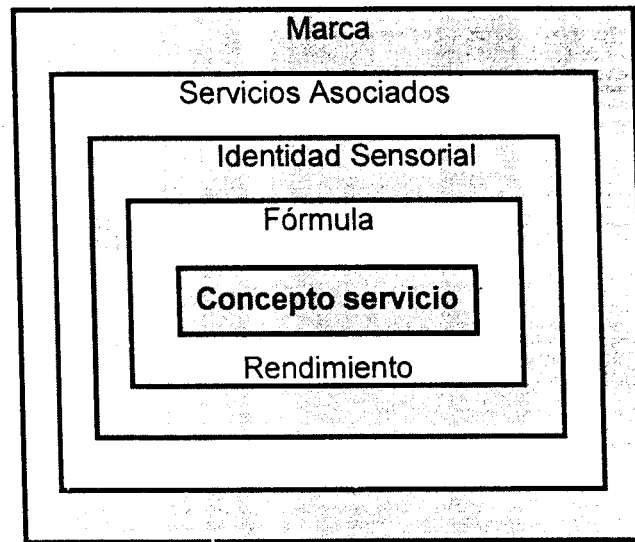 Marca
Servicios Asociados
Identidad Sensorial
Fórmula
Concepto servicio
Rendimiento